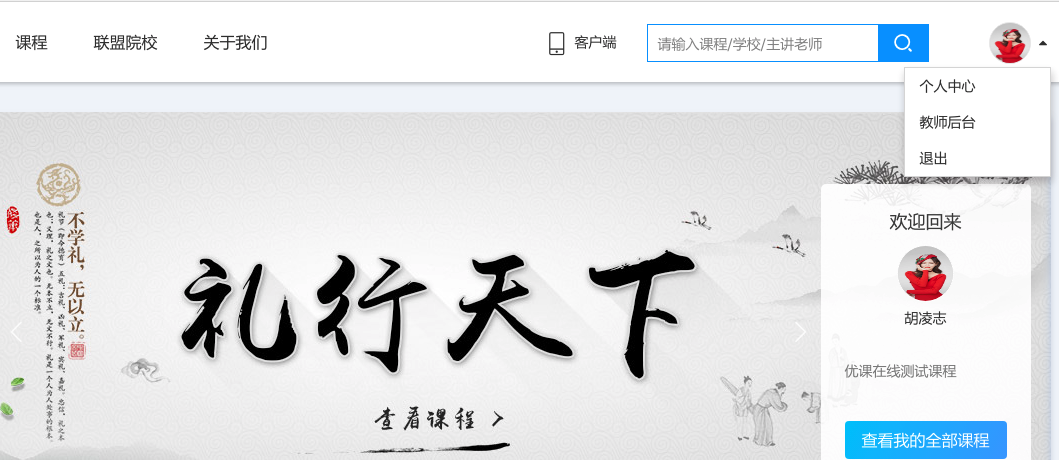 课程
联盟院校
关于我们
客户端
请输入课程/学校/主讲老师
个人中心
教师后台
退出
不学礼，无以立。
礼行天下
查看课程 >
欢迎回来
胡凌志
优课在线测试课程
查看我的全部课程